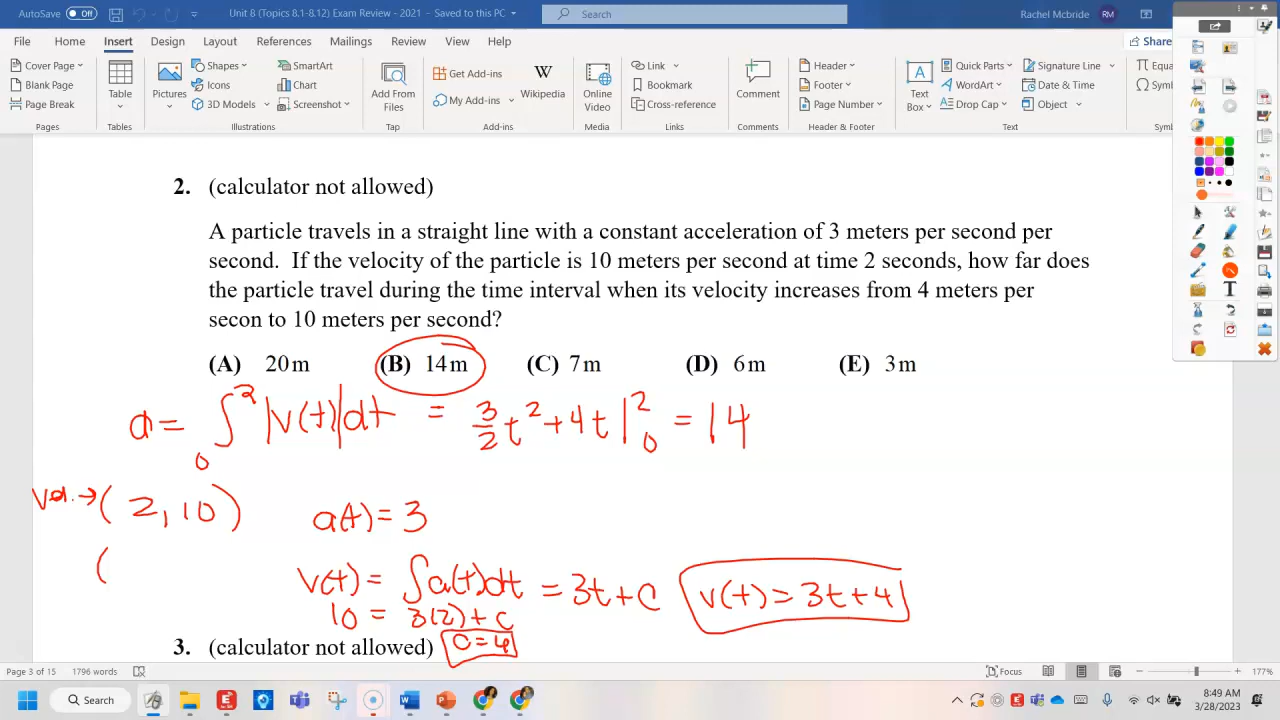 AutoSave Off Unit 8 (Topics 8.1-8.12) Exam Review - 2021 - Saved to this PC Search Rachel Mcbride RM
File Home Insert Design Layout References Mailings Review View Help Share
Cover Page Blank Page Page Break Pages
Table Tables
Pictures Shapes Icons 3D Models SmartArt Chart Screenshot Illustrations
Add From Files Tap
Get Add-ins My Add-ins Wikipedia Add-ins
Online Video Media
Link Bookmark Cross-reference Links
Comment Comments
Header Footer Page Number Header & Footer
Text Box Quick Parts WordArt Drop Cap Signature Line Date & Time Object Text
2. (calculator not allowed)
A particle travels in a straight line with a constant acceleration of 3 meters per second per
second. If the velocity of the particle is 10 meters per second at time 2 seconds, how far does
the particle travel during the time interval when its velocity increases from 4 meters per
secon to 10 meters per second?
(A) 20 m (B) 14 m (C) 7 m (D) 6 m (E) 3 m
= ∫₀² |v(t)| dt = 3/2 t² + 4t |₀² = 14
vel. → (2, 10) a(t) = 3
(
v(t) = ∫ a(t) dt = 3t + C v(t) = 3t + 4
10 = 3(2) + C
3. (calculator not allowed) C = 4
Page 3 of 15 1796 words Focus 177%
Search 8:49 AM
3/28/2023